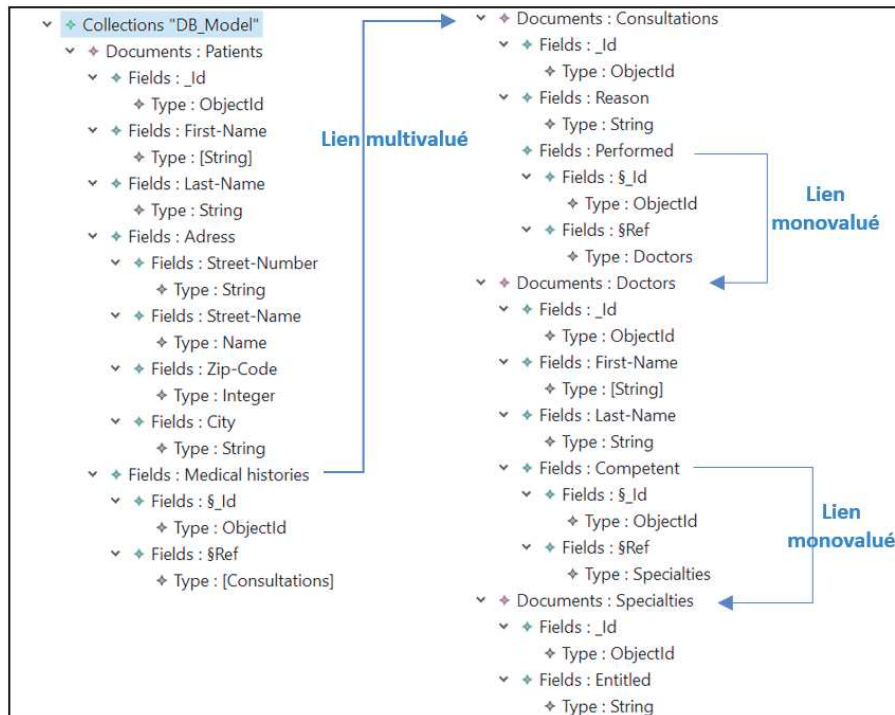 Collections "DB_Model"
Documents : Patients
Fields : _Id
Type : ObjectId
Fields : First-Name
Type : [String]
Fields : Last-Name
Type : String
Fields : Adress
Fields : Street-Number
Type : String
Fields : Street-Name
Type : Name
Fields : Zip-Code
Type : Integer
Fields : City
Type : String
Fields : Medical histories
Fields : §_Id
Type : ObjectId
Fields : §Ref
Type : [Consultations]
Lien multivalué
Documents : Consultations
Fields : _Id
Type : ObjectId
Fields : Reason
Type : String
Fields : Performed
Fields : §_Id
Type : ObjectId
Fields : §Ref
Type : Doctors
Lien
monovalué
Documents : Doctors
Fields : _Id
Type : ObjectId
Fields : First-Name
Type : [String]
Fields : Last-Name
Type : String
Fields : Competent
Fields : §_Id
Type : ObjectId
Fields : §Ref
Type : Specialties
Lien
monovalué
Documents : Specialties
Fields : _Id
Type : ObjectId
Fields : Entitled
Type : String